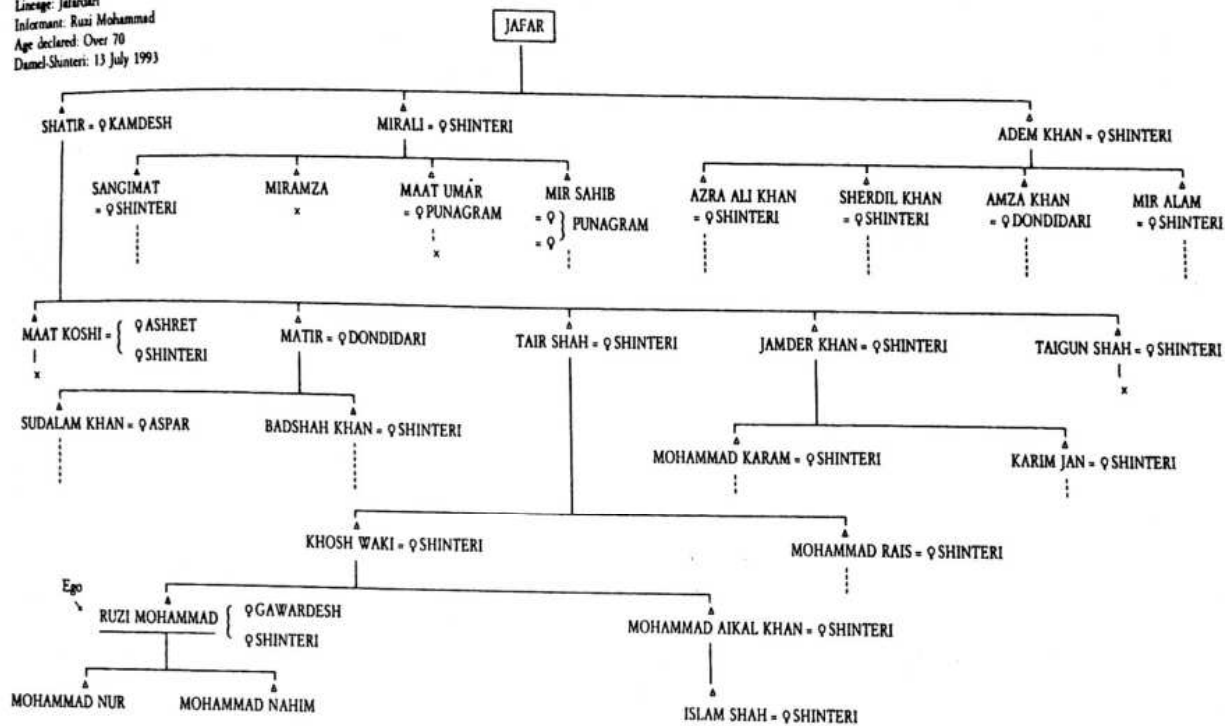 Lineage: Jafardari
Informant: Ruzi Mohammad
Age declared: Over 70
Damel-Shinteri: 13 July 1993
JAFAR
SHATIR = ♀ KAMDESH
MIRALI = ♀ SHINTERI
ADEM KHAN = ♀ SHINTERI
SANGIMAT
= ♀ SHINTERI
MIRAMZA
x
MAAT UMÁR
= ♀ PUNAGRAM
x
MIR SAHIB
= ♀
= ♀
} PUNAGRAM
AZRA ALI KHAN
= ♀ SHINTERI
SHERDIL KHAN
= ♀ SHINTERI
AMZA KHAN
= ♀ DONDIDARI
MIR ALAM
= ♀ SHINTERI
MAAT KOSHI = {
♀ ASHRET
♀ SHINTERI
x
MATIR = ♀ DONDIDARI
TAIR SHAH = ♀ SHINTERI
JAMDER KHAN = ♀ SHINTERI
TAIGUN SHAH = ♀ SHINTERI
x
SUDALAM KHAN = ♀ ASPAR
BADSHAH KHAN = ♀ SHINTERI
MOHAMMAD KARAM = ♀ SHINTERI
KARIM JAN = ♀ SHINTERI
KHOSH WAKI = ♀ SHINTERI
MOHAMMAD RAIS = ♀ SHINTERI
Ego
RUZI MOHAMMAD {
♀ GAWARDESH
♀ SHINTERI
MOHAMMAD AIKAL KHAN = ♀ SHINTERI
MOHAMMAD NUR
MOHAMMAD NAHIM
ISLAM SHAH = ♀ SHINTERI